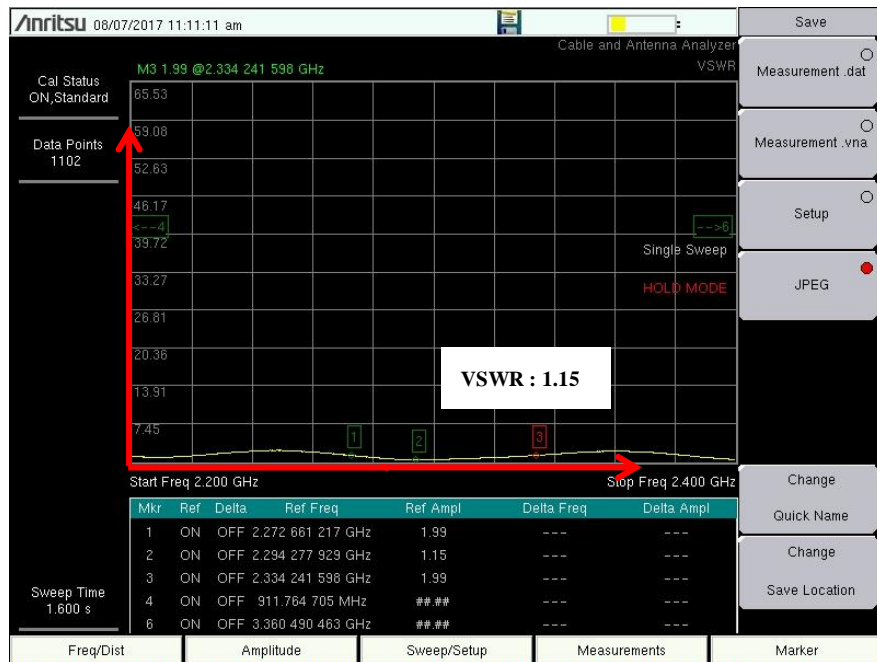 Anritsu 08/07/2017 11:11:11 am
Save
Cable and Antenna Analyzer
VSWR
M3 1.99 @2.334 241 598 GHz
Cal Status
ON,Standard
Data Points
1102
65.53
59.08
52.63
46.17
<--4
-->6
39.72
Single Sweep
33.27
HOLD MODE
26.81
20.36
VSWR : 1.15
13.91
7.45
1
2
3
Start Freq 2.200 GHz
Stop Freq 2.400 GHz
Mkr Ref Delta Ref Freq Ref Ampl Delta Freq Delta Ampl
1 ON OFF 2.272 661 217 GHz 1.99 --- ---
2 ON OFF 2.294 277 929 GHz 1.15 --- ---
3 ON OFF 2.334 241 598 GHz 1.99 --- ---
4 ON OFF 911.764 705 MHz ##.## --- ---
6 ON OFF 3.360 490 463 GHz ##.## --- ---
Sweep Time
1.600 s
Measurement .dat
Measurement .vna
Setup
JPEG
Change
Quick Name
Change
Save Location
Freq/Dist
Amplitude
Sweep/Setup
Measurements
Marker